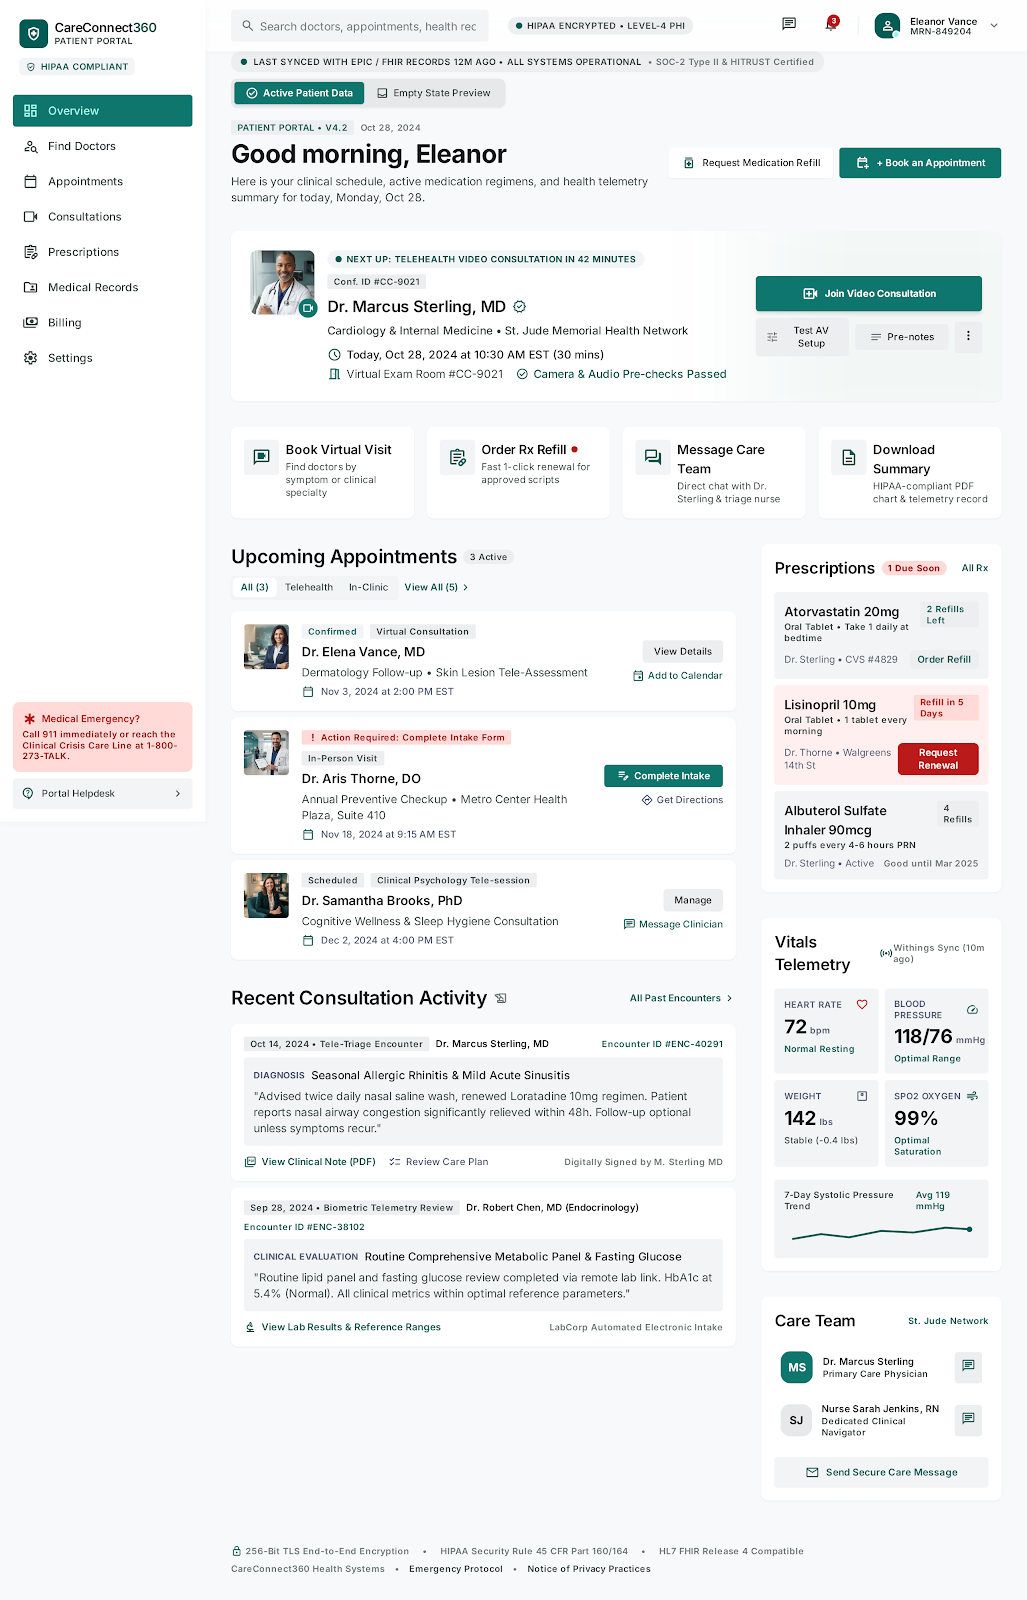 CareConnect360
PATIENT PORTAL
HIPAA COMPLIANT
Overview
Find Doctors
Appointments
Consultations
Prescriptions
Medical Records
Billing
Settings
Medical Emergency?
Call 911 immediately or reach the
Clinical Crisis Care Line at 1-800-
273-TALK.
Portal Helpdesk
Search doctors, appointments, health rec
HIPAA ENCRYPTED • LEVEL-4 PHI
3
Eleanor Vance
MRN-849204
LAST SYNCED WITH EPIC / FHIR RECORDS 12M AGO • ALL SYSTEMS OPERATIONAL • SOC-2 Type II & HITRUST Certified
Active Patient Data
Empty State Preview
PATIENT PORTAL • V4.2 Oct 28, 2024
Good morning, Eleanor
Here is your clinical schedule, active medication regimens, and health telemetry
summary for today, Monday, Oct 28.
Request Medication Refill
+ Book an Appointment
NEXT UP: TELEHEALTH VIDEO CONSULTATION IN 42 MINUTES
Conf. ID #CC-9021
Dr. Marcus Sterling, MD
Cardiology & Internal Medicine • St. Jude Memorial Health Network
Today, Oct 28, 2024 at 10:30 AM EST (30 mins)
Virtual Exam Room #CC-9021 Camera & Audio Pre-checks Passed
Join Video Consultation
Test AV
Setup
Pre-notes
Book Virtual Visit
Find doctors by
symptom or clinical
specialty
Order Rx Refill
Fast 1-click renewal for
approved scripts
Message Care
Team
Direct chat with Dr.
Sterling & triage nurse
Download
Summary
HIPAA-compliant PDF
chart & telemetry record
Upcoming Appointments 3 Active
All (3) Telehealth In-Clinic View All (5)
Confirmed Virtual Consultation
Dr. Elena Vance, MD
Dermatology Follow-up • Skin Lesion Tele-Assessment
Nov 3, 2024 at 2:00 PM EST
View Details
Add to Calendar
! Action Required: Complete Intake Form
In-Person Visit
Dr. Aris Thorne, DO
Annual Preventive Checkup • Metro Center Health
Plaza, Suite 410
Nov 18, 2024 at 9:15 AM EST
Complete Intake
Get Directions
Scheduled Clinical Psychology Tele-session
Dr. Samantha Brooks, PhD
Cognitive Wellness & Sleep Hygiene Consultation
Dec 2, 2024 at 4:00 PM EST
Manage
Message Clinician
Recent Consultation Activity
All Past Encounters
Oct 14, 2024 • Tele-Triage Encounter Dr. Marcus Sterling, MD Encounter ID #ENC-40291
DIAGNOSIS Seasonal Allergic Rhinitis & Mild Acute Sinusitis
"Advised twice daily nasal saline wash, renewed Loratadine 10mg regimen. Patient
reports nasal airway congestion significantly relieved within 48h. Follow-up optional
unless symptoms recur."
View Clinical Note (PDF) Review Care Plan Digitally Signed by M. Sterling MD
Sep 28, 2024 • Biometric Telemetry Review Dr. Robert Chen, MD (Endocrinology)
Encounter ID #ENC-38102
CLINICAL EVALUATION Routine Comprehensive Metabolic Panel & Fasting Glucose
"Routine lipid panel and fasting glucose review completed via remote lab link. HbA1c at
5.4% (Normal). All clinical metrics within optimal reference parameters."
View Lab Results & Reference Ranges LabCorp Automated Electronic Intake
Prescriptions 1 Due Soon All Rx
Atorvastatin 20mg
Oral Tablet • Take 1 daily at
bedtime
2 Refills
Left
Dr. Sterling • CVS #4829 Order Refill
Lisinopril 10mg
Oral Tablet • 1 tablet every
morning
Refill in 5
Days
Dr. Thorne • Walgreens
14th St
Request
Renewal
Albuterol Sulfate
Inhaler 90mcg
2 puffs every 4-6 hours PRN
4
Refills
Dr. Sterling • Active Good until Mar 2025
Vitals
Telemetry
Withings Sync (10m
ago)
HEART RATE
72 bpm
Normal Resting
BLOOD
PRESSURE
118/76 mmHg
Optimal Range
WEIGHT
142 lbs
Stable (-0.4 lbs)
SPO2 OXYGEN
99%
Optimal
Saturation
7-Day Systolic Pressure
Trend
Avg 119
mmHg
Care Team St. Jude Network
MS
Dr. Marcus Sterling
Primary Care Physician
SJ
Nurse Sarah Jenkins, RN
Dedicated Clinical
Navigator
Send Secure Care Message
256-Bit TLS End-to-End Encryption • HIPAA Security Rule 45 CFR Part 160/164 • HL7 FHIR Release 4 Compatible
CareConnect360 Health Systems • Emergency Protocol • Notice of Privacy Practices